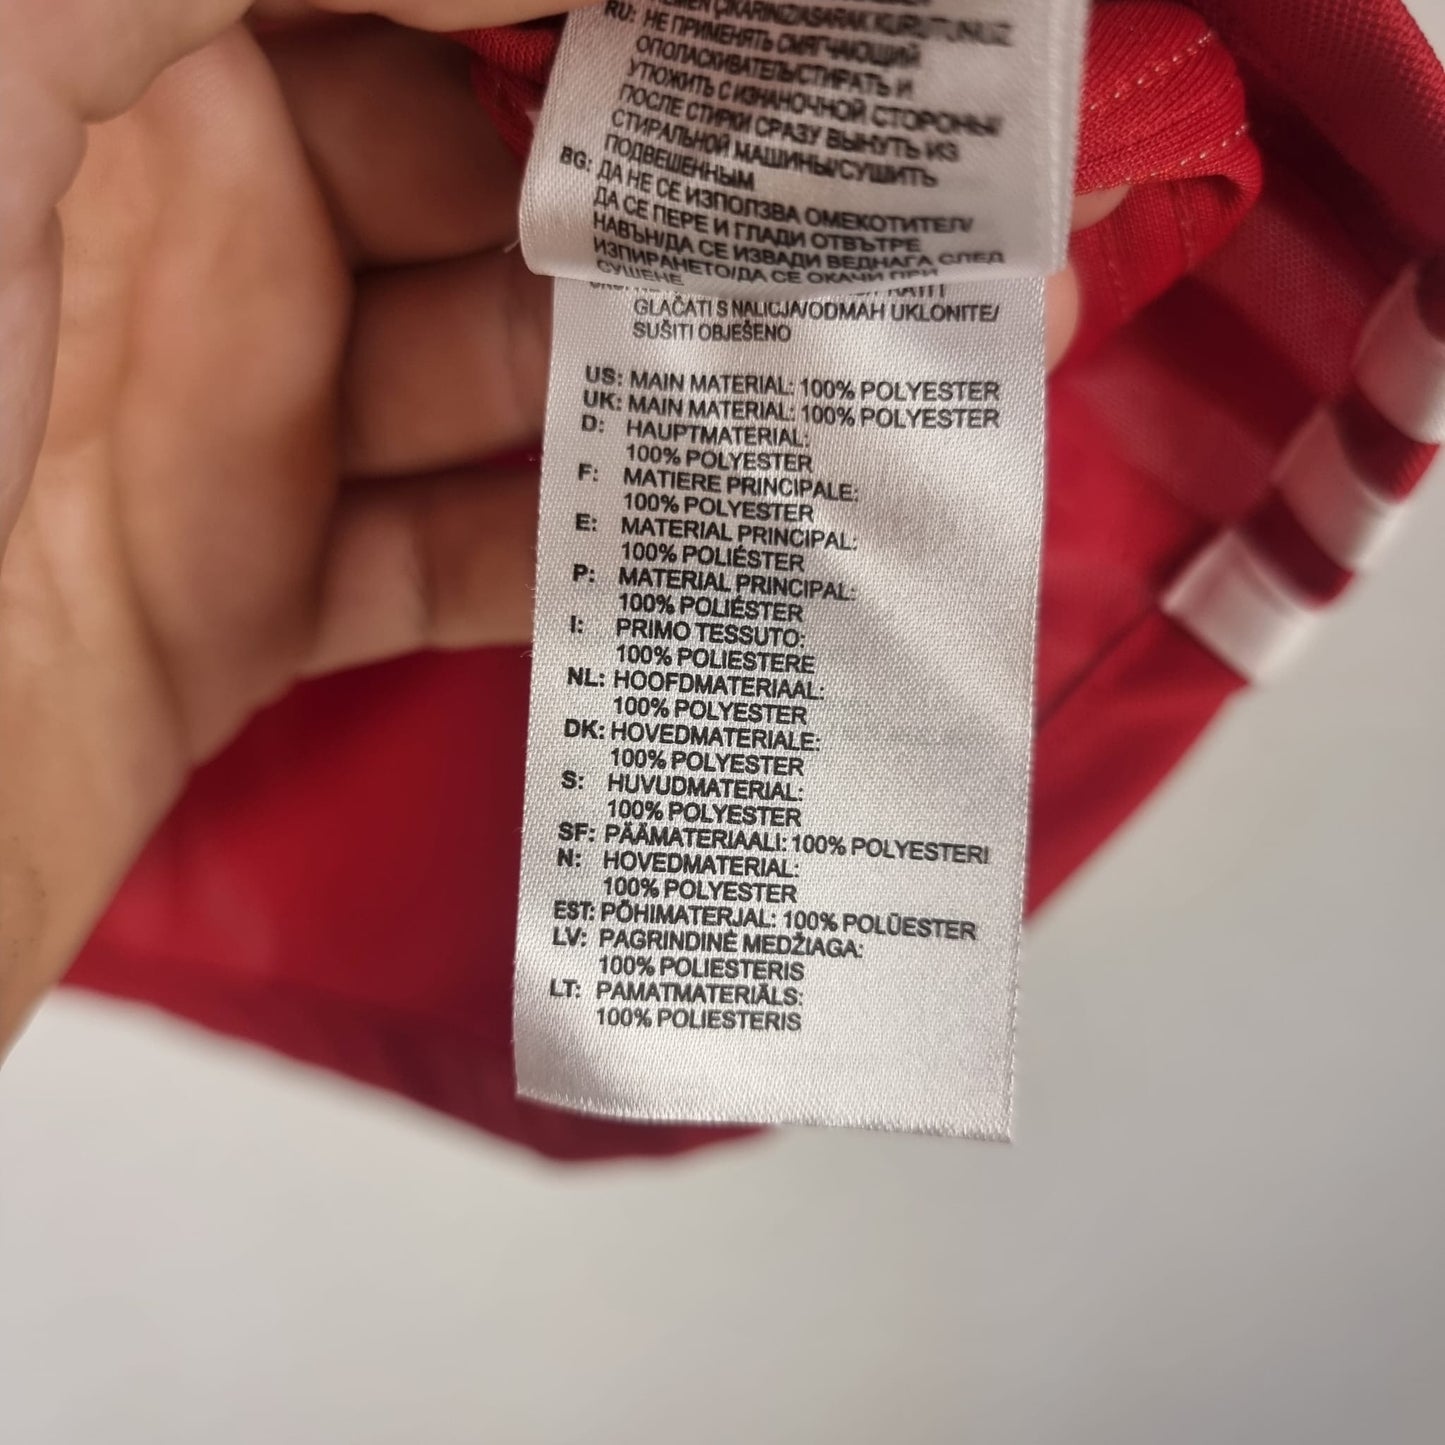 HEMEN ÇIKARINIZ/ASARAK KURUTUNUZ
RU: НЕ ПРИМЕНЯТЬ СМЯГЧАЮЩИЙ
ОПОЛАСКИВАТЕЛЬ/СТИРАТЬ И
УТЮЖИТЬ С ИЗНАНОЧНОЙ СТОРОНЫ/
ПОСЛЕ СТИРКИ СРАЗУ ВЫНУТЬ ИЗ
СТИРАЛЬНОЙ МАШИНЫ/СУШИТЬ
ПОДВЕШЕННЫМ
BG: ДА НЕ СЕ ИЗПОЛЗВА ОМЕКОТИТЕЛ/
ДА СЕ ПЕРЕ И ГЛАДИ ОТВЪТРЕ
НАВЪН/ДА СЕ ИЗВАДИ ВЕДНАГА СЛЕД
ИЗПИРАНЕТО/ДА СЕ ОКАЧИ ПРИ
СУШЕНЕ
GLAČATI S NALICJA/ODMAH UKLONITE/
SUŠITI OBJEŠENO
US: MAIN MATERIAL: 100% POLYESTER
UK: MAIN MATERIAL: 100% POLYESTER
D: HAUPTMATERIAL:
100% POLYESTER
F: MATIERE PRINCIPALE:
100% POLYESTER
E: MATERIAL PRINCIPAL:
100% POLIÉSTER
P: MATERIAL PRINCIPAL:
100% POLIÉSTER
I: PRIMO TESSUTO:
100% POLIESTERE
NL: HOOFDMATERIAAL:
100% POLYESTER
DK: HOVEDMATERIALE:
100% POLYESTER
S: HUVUDMATERIAL:
100% POLYESTER
SF: PÄÄMATERIAALI: 100% POLYESTERI
N: HOVEDMATERIAL:
100% POLYESTER
EST: PÕHIMATERJAL: 100% POLÜESTER
LV: PAGRINDINĖ MEDŽIAGA:
100% POLIESTERIS
LT: PAMATMATERIĀLS:
100% POLIESTERIS